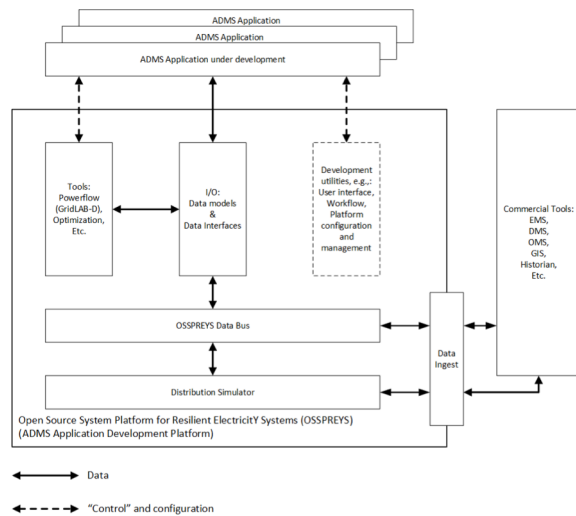 ADMS Application
ADMS Application
ADMS Application under development
Tools:
Powerflow
(GridLAB-D),
Optimization,
Etc.
I/O:
Data models
&
Data Interfaces
Development
utilities, e.g.,:
User interface,
Workflow,
Platform
configuration
and
management
Commercial Tools:
EMS,
DMS,
OMS,
GIS,
Historian,
Etc.
OSSPREYS Data Bus
Data
Ingest
Distribution Simulator
Open Source System Platform for Resilient ElectricitY Systems (OSSPREYS)
(ADMS Application Development Platform)
Data
“Control” and configuration